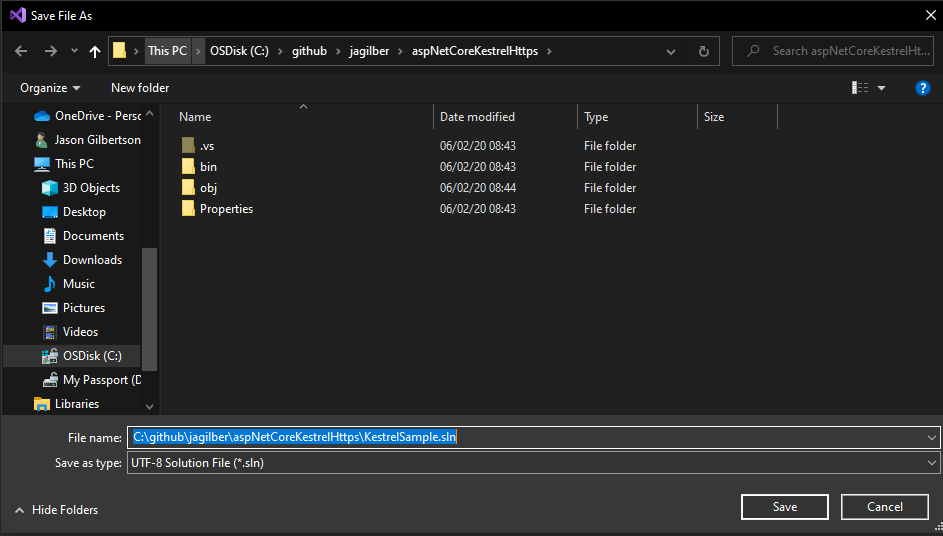 Save File As
This PC > OSDisk (C:) > github > jagilber > aspNetCoreKestrelHttps >
Search aspNetCoreKestrelHt...
Organize
New folder
?
OneDrive - Perso
Jason Gilbertson
This PC
3D Objects
Desktop
Documents
Downloads
Music
Pictures
Videos
OSDisk (C:)
My Passport (D
Libraries
Name Date modified Type Size
.vs 06/02/20 08:43 File folder
bin 06/02/20 08:43 File folder
obj 06/02/20 08:44 File folder
Properties 06/02/20 08:43 File folder
File name: C:\github\jagilber\aspNetCoreKestrelHttps\KestrelSample.sln
Save as type: UTF-8 Solution File (*.sln)
Hide Folders
Save
Cancel